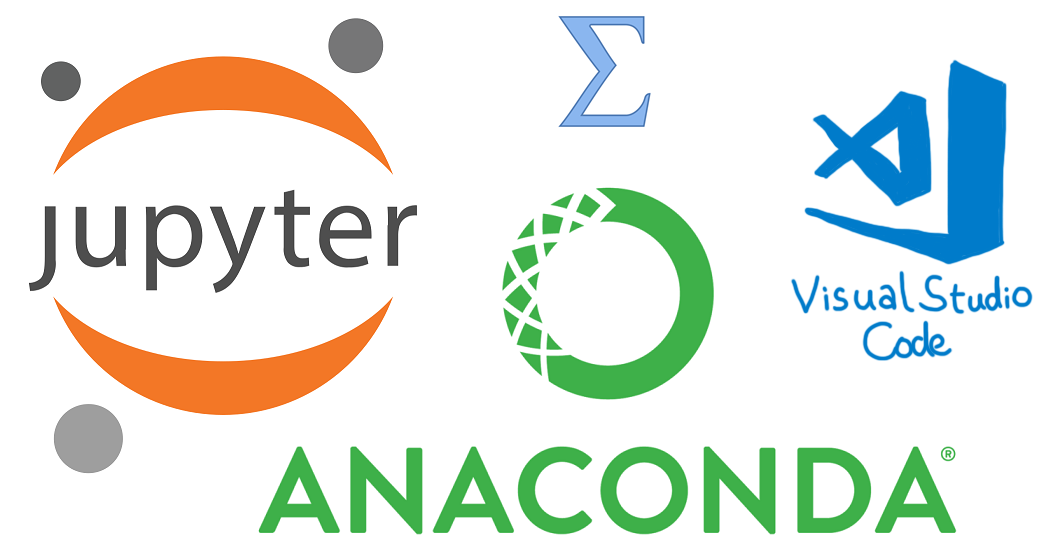 Σ
jupyter
Visual Studio
Code
ANACONDA®